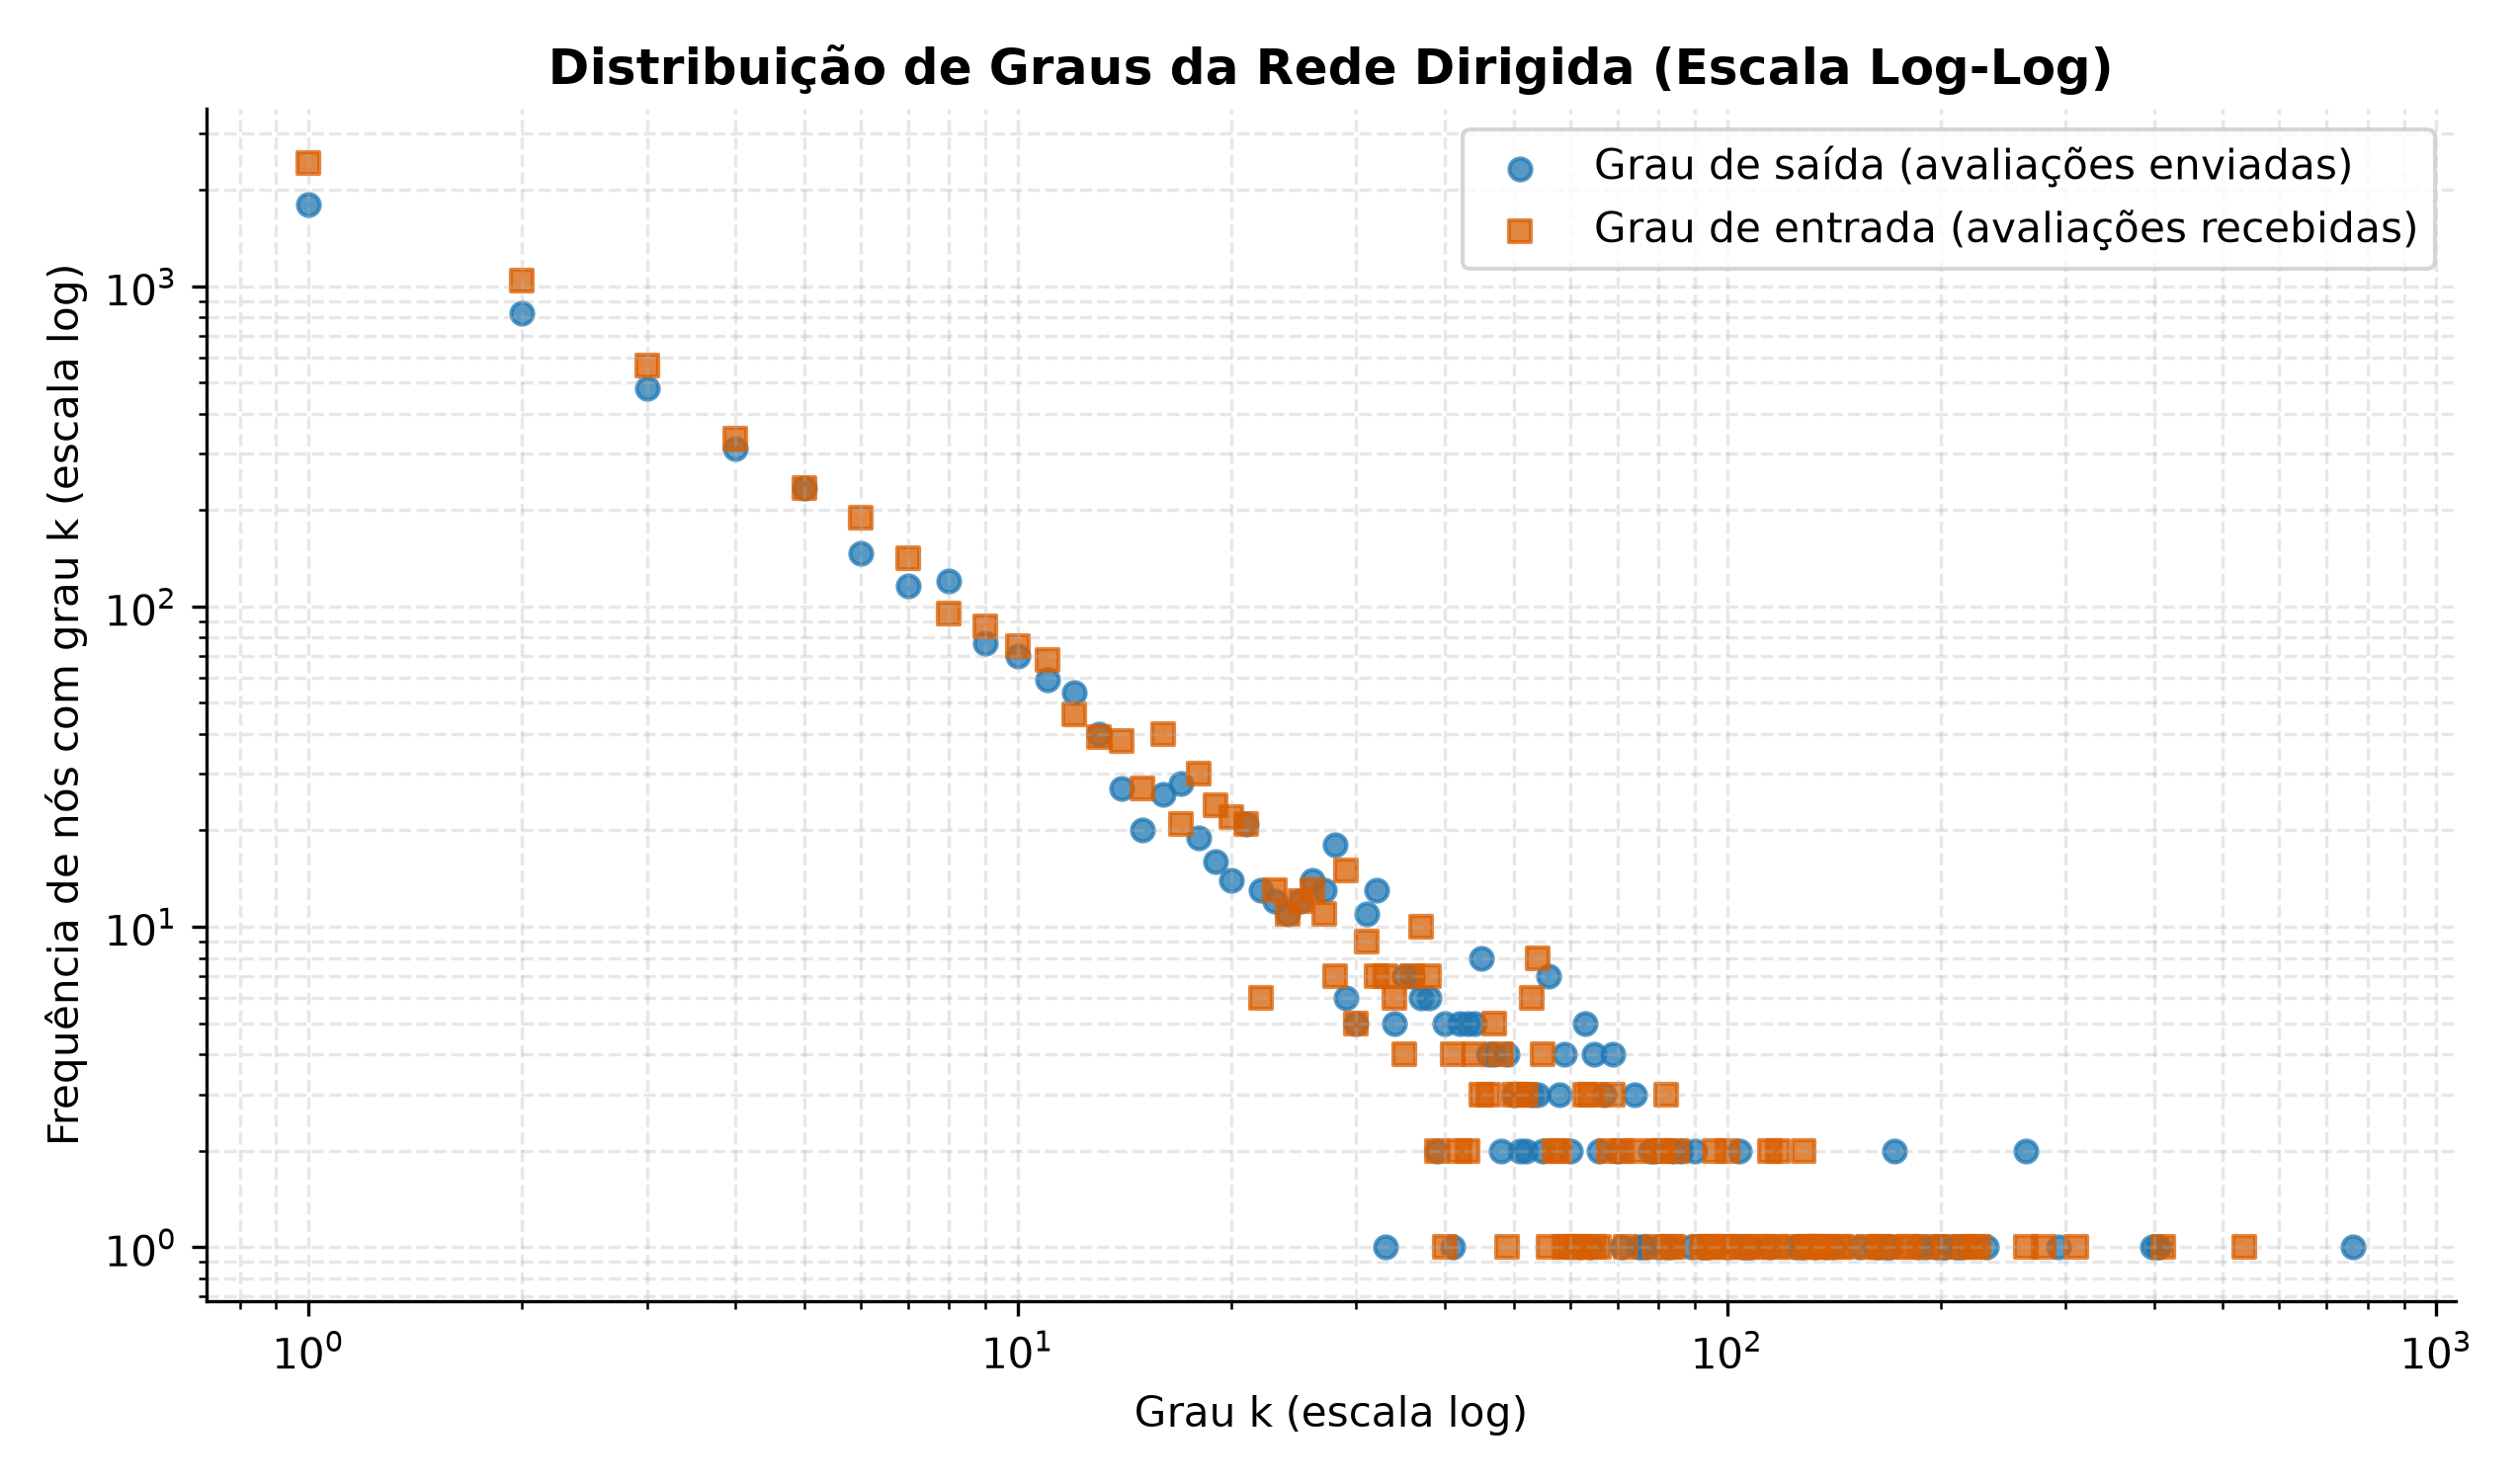 Distribuição de Graus da Rede Dirigida (Escala Log-Log)
Grau de saída (avaliações enviadas)
Grau de entrada (avaliações recebidas)
Frequência de nós com grau k (escala log)
10³
10²
10¹
10⁰
10⁰
10¹
10²
10³
Grau k (escala log)